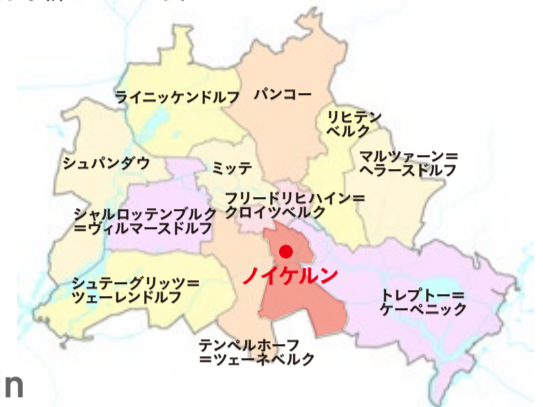 ライニッケンドルフ
パンコー
リヒテン
ベルク
マルツァーン=
ヘラースドルフ
シュパンダウ
ミッテ
フリードリヒハイン=
クロイツベルク
シャルロッテンブルク
=ヴィルマースドルフ
ノイケルン
シュテーグリッツ=
ツェーレンドルフ
トレプトー=
ケーペニック
テンペルホーフ
=ツェーネベルク
n